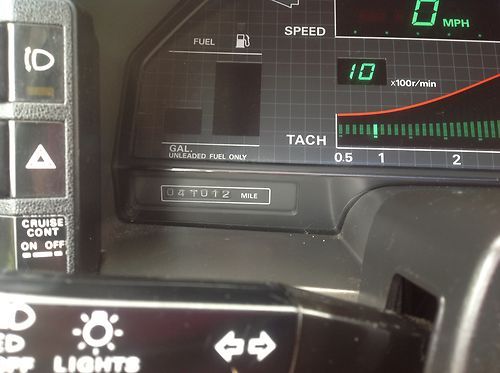 0 MPH
SPEED
FUEL
10 x100r/min
TACH
GAL.
UNLEADED FUEL ONLY
0.5 1 2
MILE
CRUISE
CONT
ON OFF
OFF LIGHTS